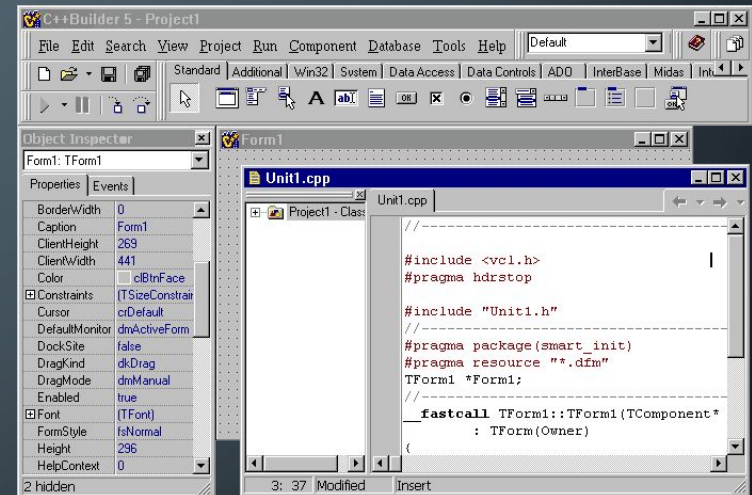 C++Builder 5 - Project1
File Edit Search View Project Run Component Database Tools Help Default
Standard Additional Win32 System Data Access Data Controls ADO InterBase Midas
A ab OK
Object Inspector
Form1: TForm1
Properties Events
BorderWidth 0
Caption Form1
ClientHeight 269
ClientWidth 441
Color clBtnFace
Constraints (TSizeConstrain
Cursor crDefault
DefaultMonitor dmActiveForm
DockSite false
DragKind dkDrag
DragMode dmManual
Enabled true
Font (TFont)
FormStyle fsNormal
Height 296
HelpContext 0
2 hidden
Form1
Unit1.cpp
Project1 - Class
Unit1.cpp
//---------------------------------------
#include <vcl.h>
#pragma hdrstop
#include "Unit1.h"
//---------------------------------------
#pragma package(smart_init)
#pragma resource "*.dfm"
TForm1 *Form1;
//---------------------------------------
__fastcall TForm1::TForm1(TComponent*
: TForm(Owner)
{
3: 37 Modified Insert